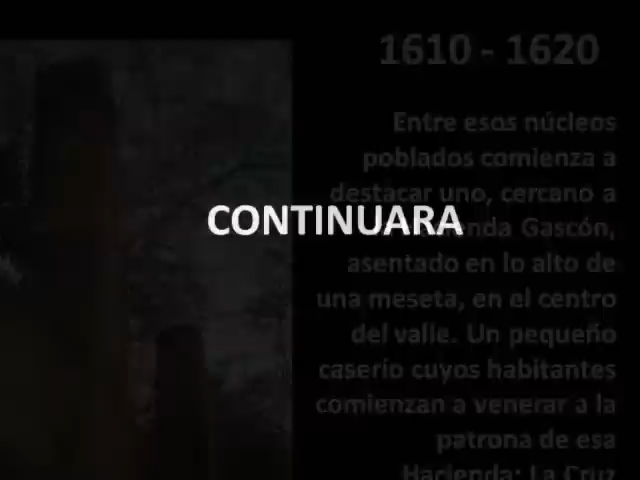 1610 - 1620
Entre esos núcleos
poblados comienza a
destacar uno, cercano a
CONTINUARA
Gascón,
asentado en lo alto de
una meseta, en el centro
del valle. Un pequeño
caserío cuyos habitantes
comienzan a venerar a la
patrona de esa
Hacienda: La Cruz